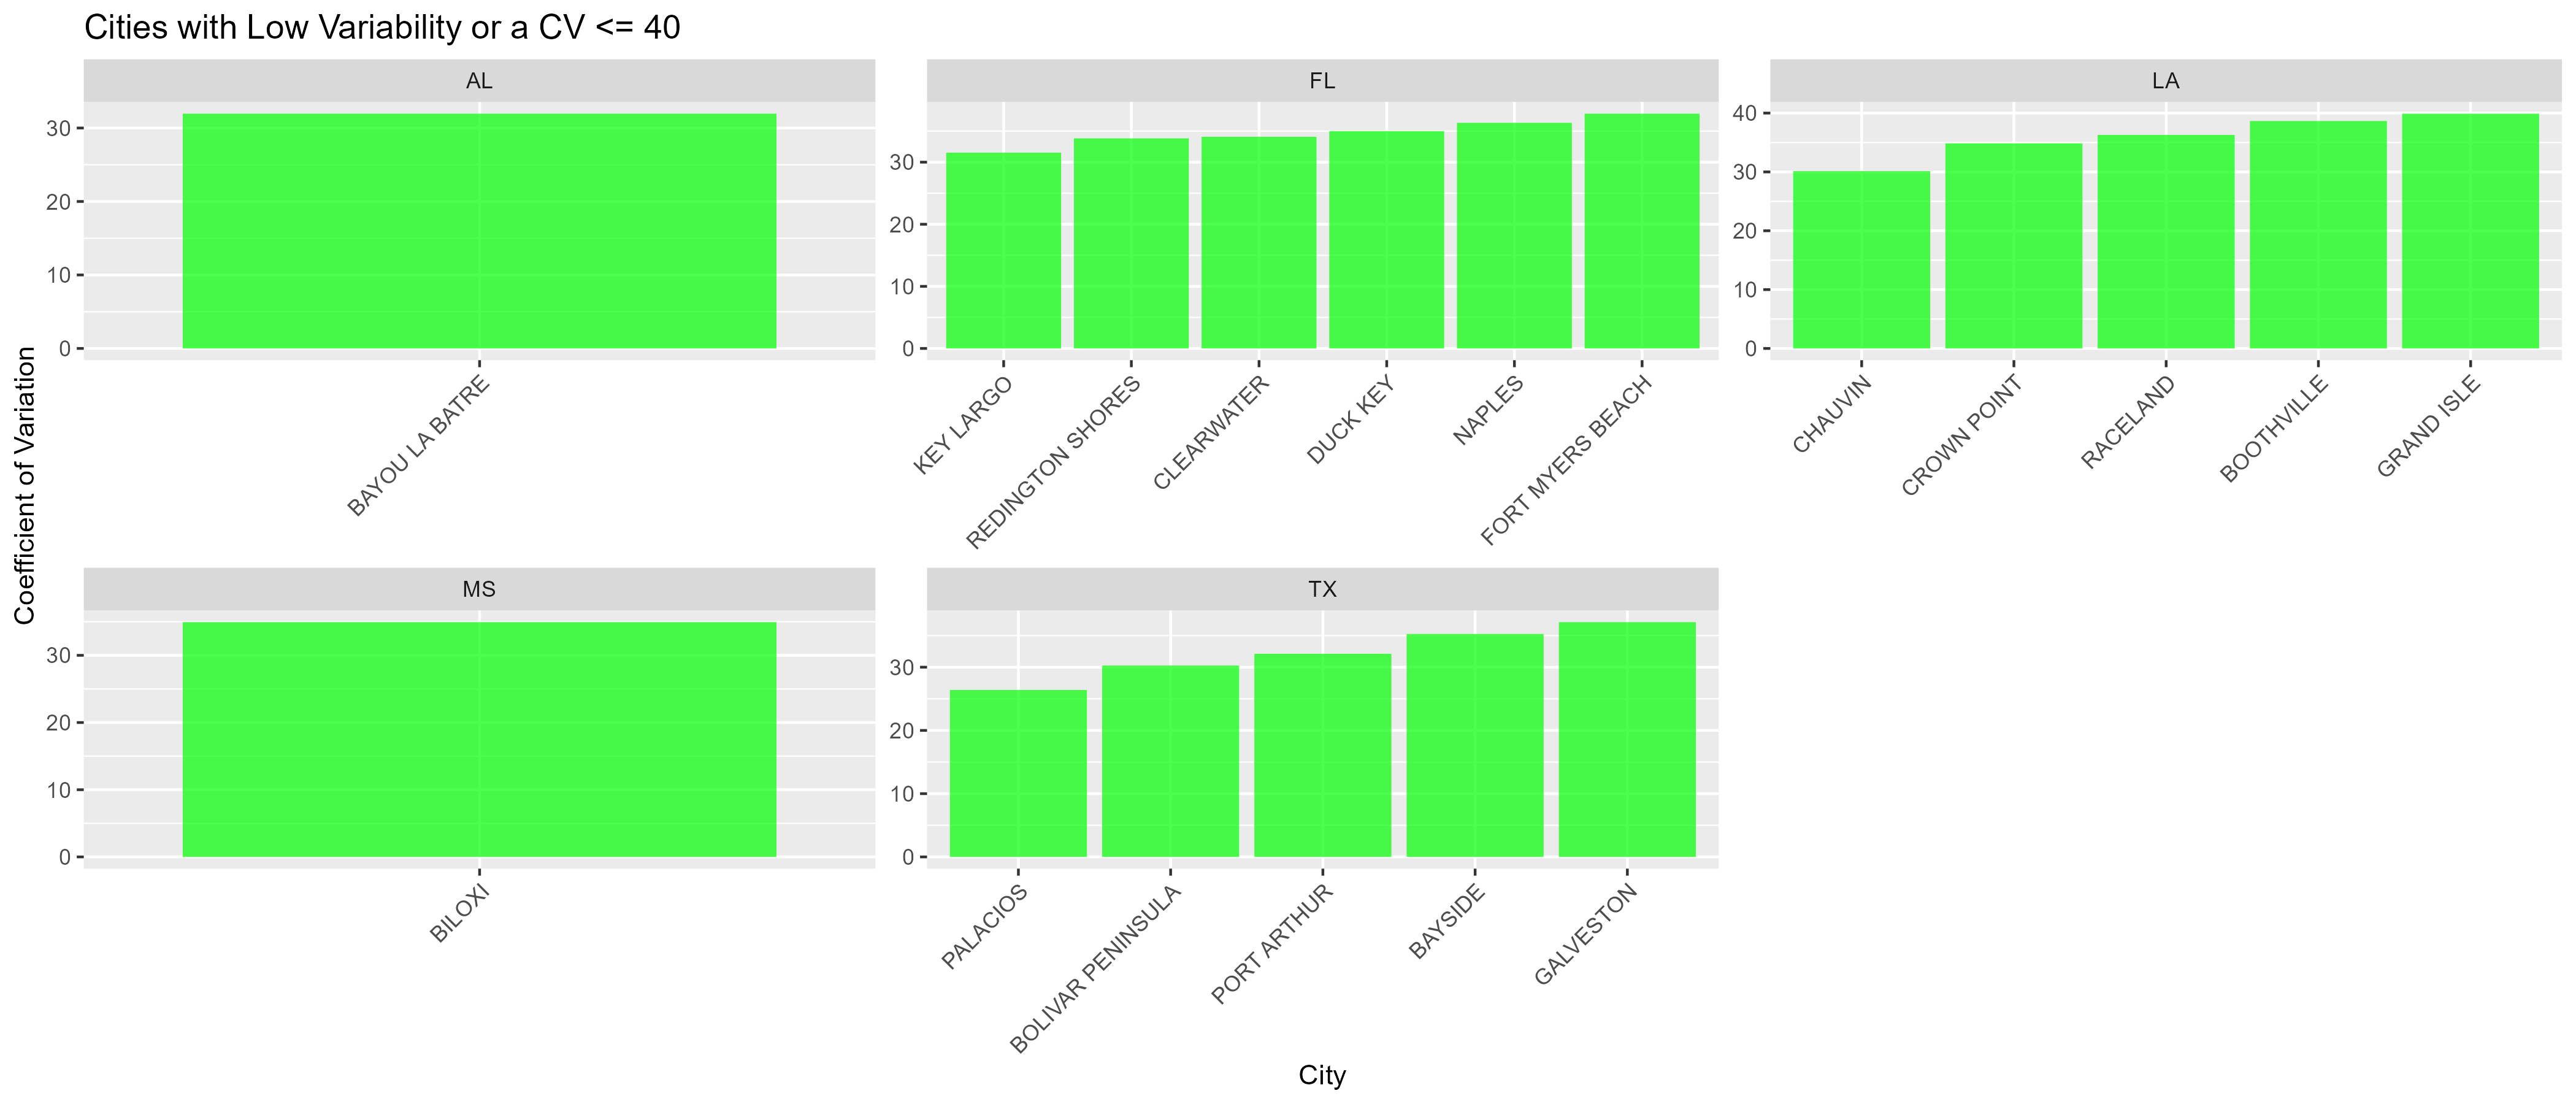 Cities with Low Variability or a CV <= 40
Coefficient of Variation
AL
30
20
10
0
BAYOU LA BATRE
FL
30
20
10
0
KEY LARGO
REDINGTON SHORES
CLEARWATER
DUCK KEY
NAPLES
FORT MYERS BEACH
LA
40
30
20
10
0
CHAUVIN
CROWN POINT
RACELAND
BOOTHVILLE
GRAND ISLE
MS
30
20
10
0
BILOXI
TX
30
20
10
0
PALACIOS
BOLIVAR PENINSULA
PORT ARTHUR
BAYSIDE
GALVESTON
City